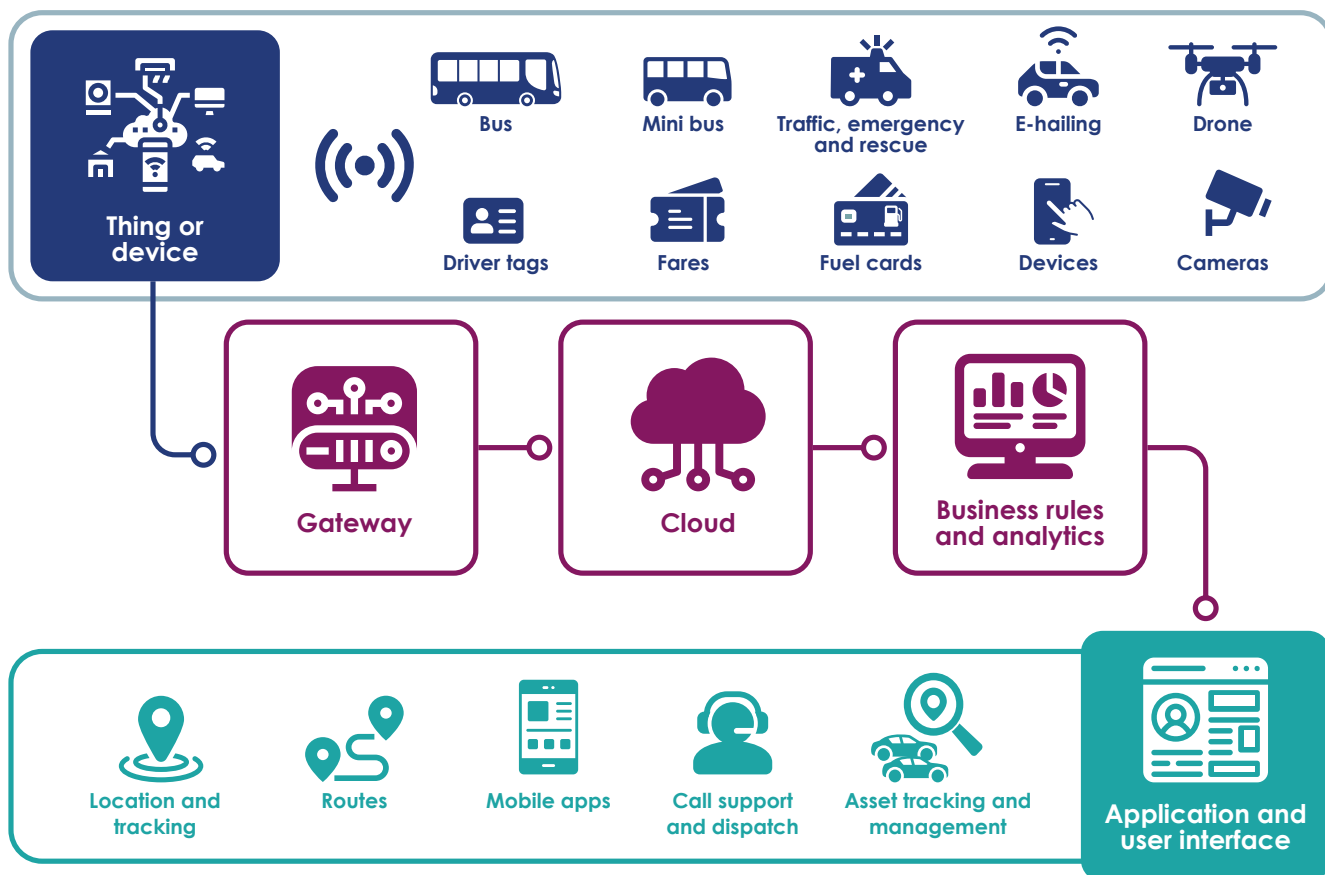 Thing or
device
Bus
Mini bus
Traffic, emergency
and rescue
E-hailing
Drone
Driver tags
Fares
Fuel cards
Devices
Cameras
Gateway
Cloud
Business rules
and analytics
Location and
tracking
Routes
Mobile apps
Call support
and dispatch
Asset tracking and
management
Application and
user interface